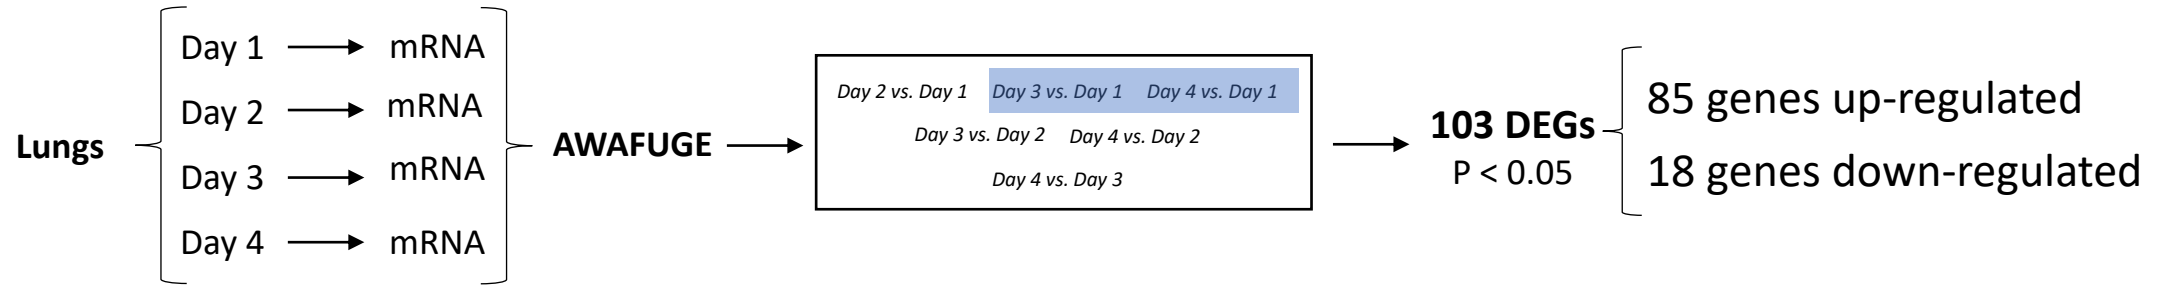 Lungs
Day 1 mRNA
Day 2 mRNA
Day 3 mRNA
Day 4 mRNA
AWAFUGE
Day 2 vs. Day 1 Day 3 vs. Day 1 Day 4 vs. Day 1
Day 3 vs. Day 2 Day 4 vs. Day 2
Day 4 vs. Day 3
103 DEGs
P < 0.05
85 genes up-regulated
18 genes down-regulated